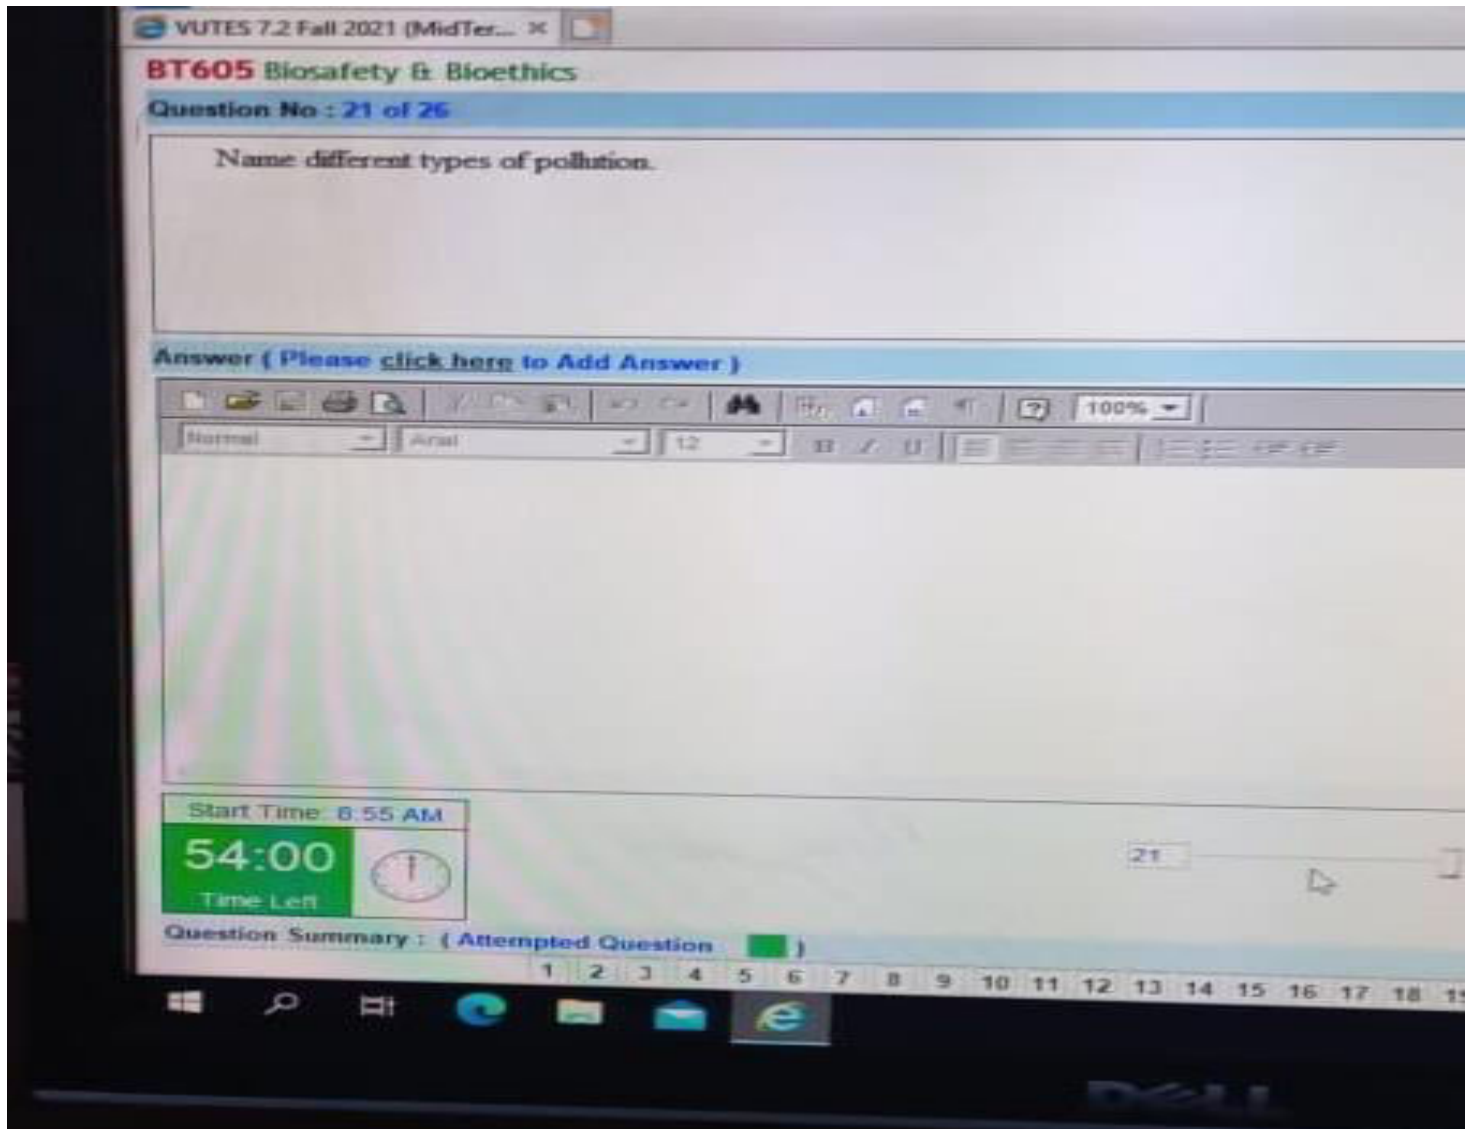 VUTES 7.2 Fall 2021 (MidTer...
BT605 Biosafety & Bioethics
Question No : 21 of 26
Name different types of pollution.
Answer ( Please click here to Add Answer )
100%
Normal Arial 12 B I U
Start Time: 8:55 AM
54:00
Time Left
21
Question Summary : ( Attempted Question )
1 2 3 4 5 6 7 8 9 10 11 12 13 14 15 16 17 18
DELL